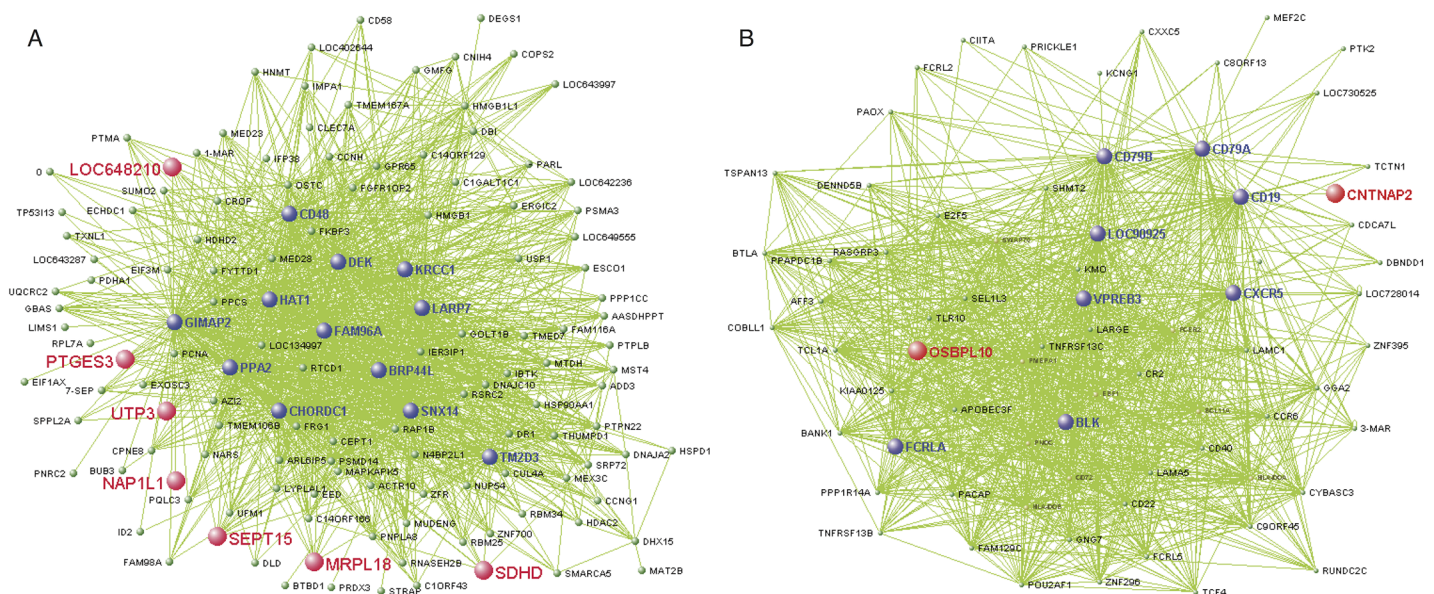 A
CD58
DEGS1
LOC402644
CNIH4
COPS2
HNMT
IMPA1
GMFG
LOC643997
TMEM167A
HMGB1L1
PTMA
MED23
CLEC7A
DBI
LOC648210
1-MAR
IFP38
CCNH
GPR65
C14ORF129
PARL
0
SUMO2
OSTC
FGFR1OP2
C1GALT1C1
LOC642236
TP53I13
ECHDC1
CROP
CD48
HMGB1
ERGIC2
PSMA3
TXNL1
HDHD2
FKBP3
LOC649555
LOC643287
EIF3M
FYTTD1
MED28
DEK
KRCC1
USP1
ESCO1
PDHA1
UQCRC2
GBAS
PPCS
HAT1
LARP7
PPP1CC
AASDHPPT
LIMS1
GIMAP2
FAM96A
GOLT1B
TMED7
FAM116A
RPL7A
PCNA
LOC134997
IER3IP1
PTPLB
PTGES3
PPA2
RTCD1
BRP44L
IBTK
MTDH
MST4
EIF1AX
7-SEP
EXOSC3
DNAJC10
RSRC2
ADD3
UTP3
AZI2
CHORDC1
SNX14
HSP90AA1
SPPL2A
TMEM106B
FRG1
RAP1B
DR1
THUMPD1
PTPN22
CPNE8
NARS
CEPT1
N4BP2L1
TM2D3
DNAJA2
HSPD1
PNRC2
BUB3
ARL6IP5
PSMD14
MAPKAPK5
CUL4A
SRP72
MEX3C
NAP1L1
PQLC3
LYPLAL1
EED
ACTR10
ZFR
NUP54
CCNG1
UFM1
C14ORF166
MUDENG
RBM34
HDAC2
ID2
SEPT15
PNPLA8
RBM25
ZNF700
DHX15
FAM98A
DLD
MRPL18
RNASEH2B
SDHD
SMARCA5
MAT2B
BTBD1
PRDX3
STRAP
C1ORF43
B
MEF2C
CIITA
PRICKLE1
CXXC5
PTK2
FCRL2
KCNG1
C8ORF13
LOC730525
PAOX
CD79B
CD79A
TCTN1
TSPAN13
DENND5B
SHMT2
CD19
CNTNAP2
E2F5
LOC90925
CDCA7L
BTLA
PPAPDC1B
RASGRP3
KMO
DBNDD1
AFF3
SEL1L3
VPREB3
CXCR5
LOC728014
COBLL1
TLR10
LARGE
TCL1A
OSBPL10
TNFRSF13C
LAMC1
ZNF395
KIAA0125
CR2
GGA2
APOBEC3F
BLK
CCR6
BANK1
FCRLA
CD40
3-MAR
LAMA5
PPP1R14A
PACAP
CD22
CYBASC3
TNFRSF13B
GNG7
C9ORF45
FAM129C
FCRL5
RUNDC2C
POU2AF1
ZNF296
TCF4